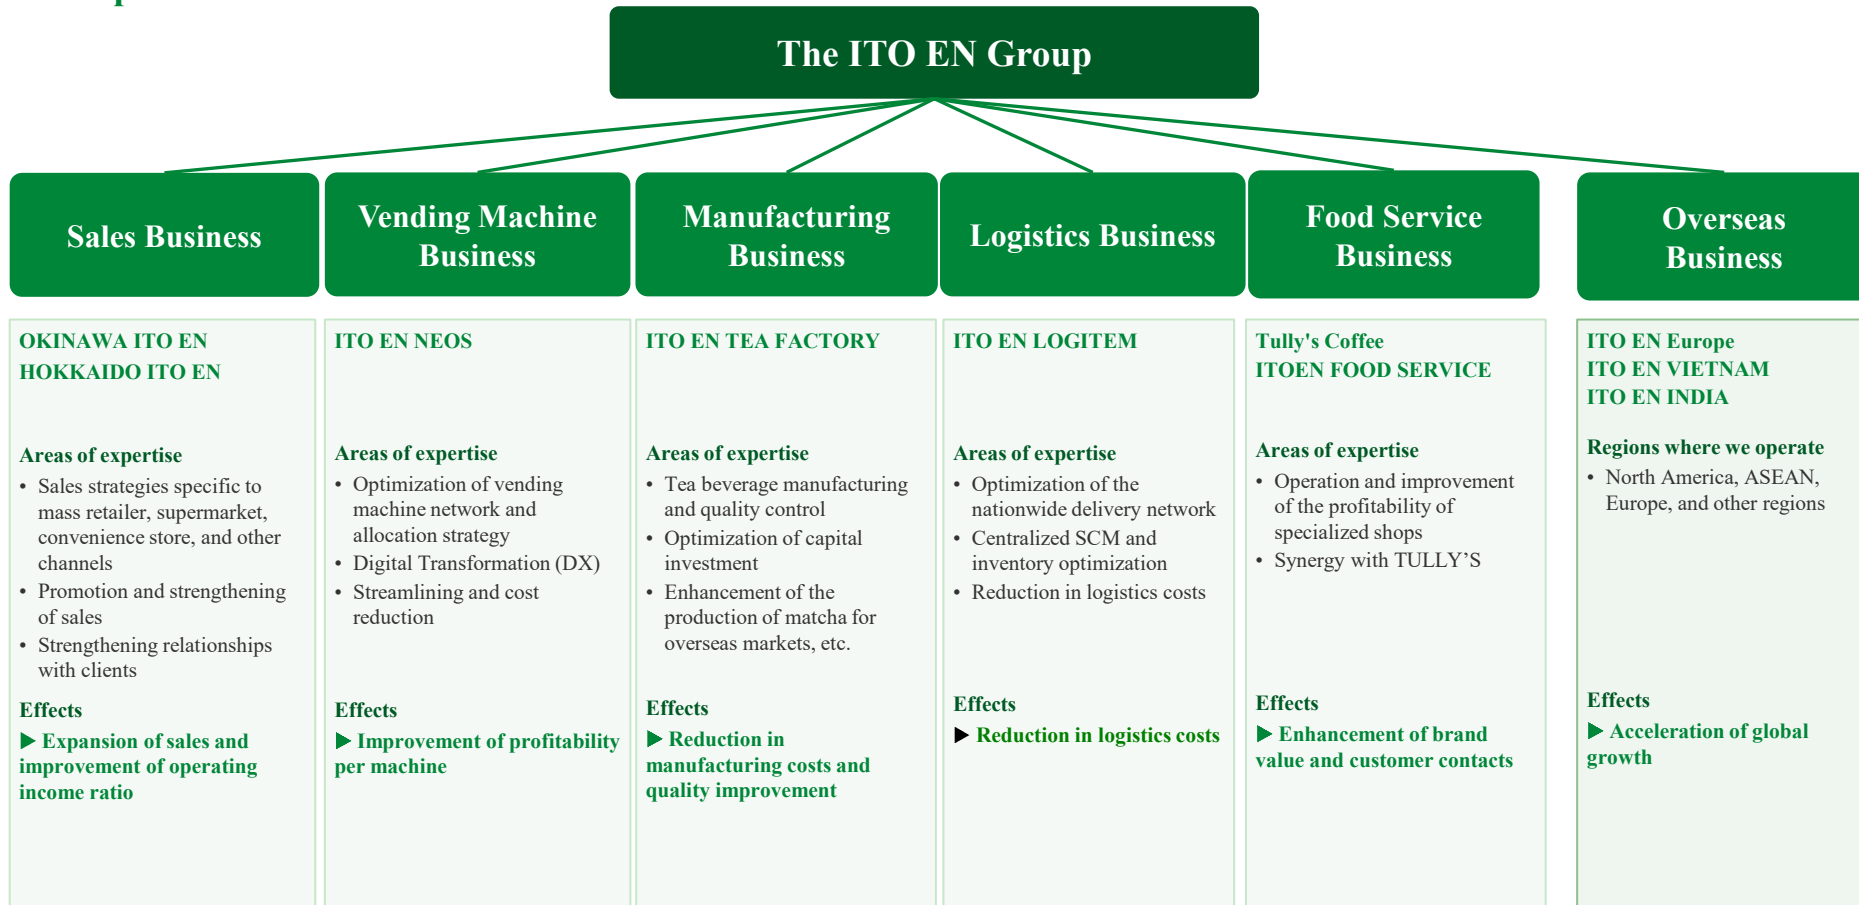 The ITO EN Group
Sales Business
Vending Machine
Business
Manufacturing
Business
Logistics Business
Food Service
Business
Overseas
Business
OKINAWA ITO EN
HOKKAIDO ITO EN
Areas of expertise
• Sales strategies specific to
mass retailer, supermarket,
convenience store, and other
channels
• Promotion and strengthening
of sales
• Strengthening relationships
with clients
Effects
▶ Expansion of sales and
improvement of operating
income ratio
ITO EN NEOS
Areas of expertise
• Optimization of vending
machine network and
allocation strategy
• Digital Transformation (DX)
• Streamlining and cost
reduction
Effects
▶ Improvement of profitability
per machine
ITO EN TEA FACTORY
Areas of expertise
• Tea beverage manufacturing
and quality control
• Optimization of capital
investment
• Enhancement of the
production of matcha for
overseas markets, etc.
Effects
▶ Reduction in
manufacturing costs and
quality improvement
ITO EN LOGITEM
Areas of expertise
• Optimization of the
nationwide delivery network
• Centralized SCM and
inventory optimization
• Reduction in logistics costs
Effects
▶ Reduction in logistics costs
Tully's Coffee
ITOEN FOOD SERVICE
Areas of expertise
• Operation and improvement
of the profitability of
specialized shops
• Synergy with TULLY’S
Effects
▶ Enhancement of brand
value and customer contacts
ITO EN Europe
ITO EN VIETNAM
ITO EN INDIA
Regions where we operate
• North America, ASEAN,
Europe, and other regions
Effects
▶ Acceleration of global
growth